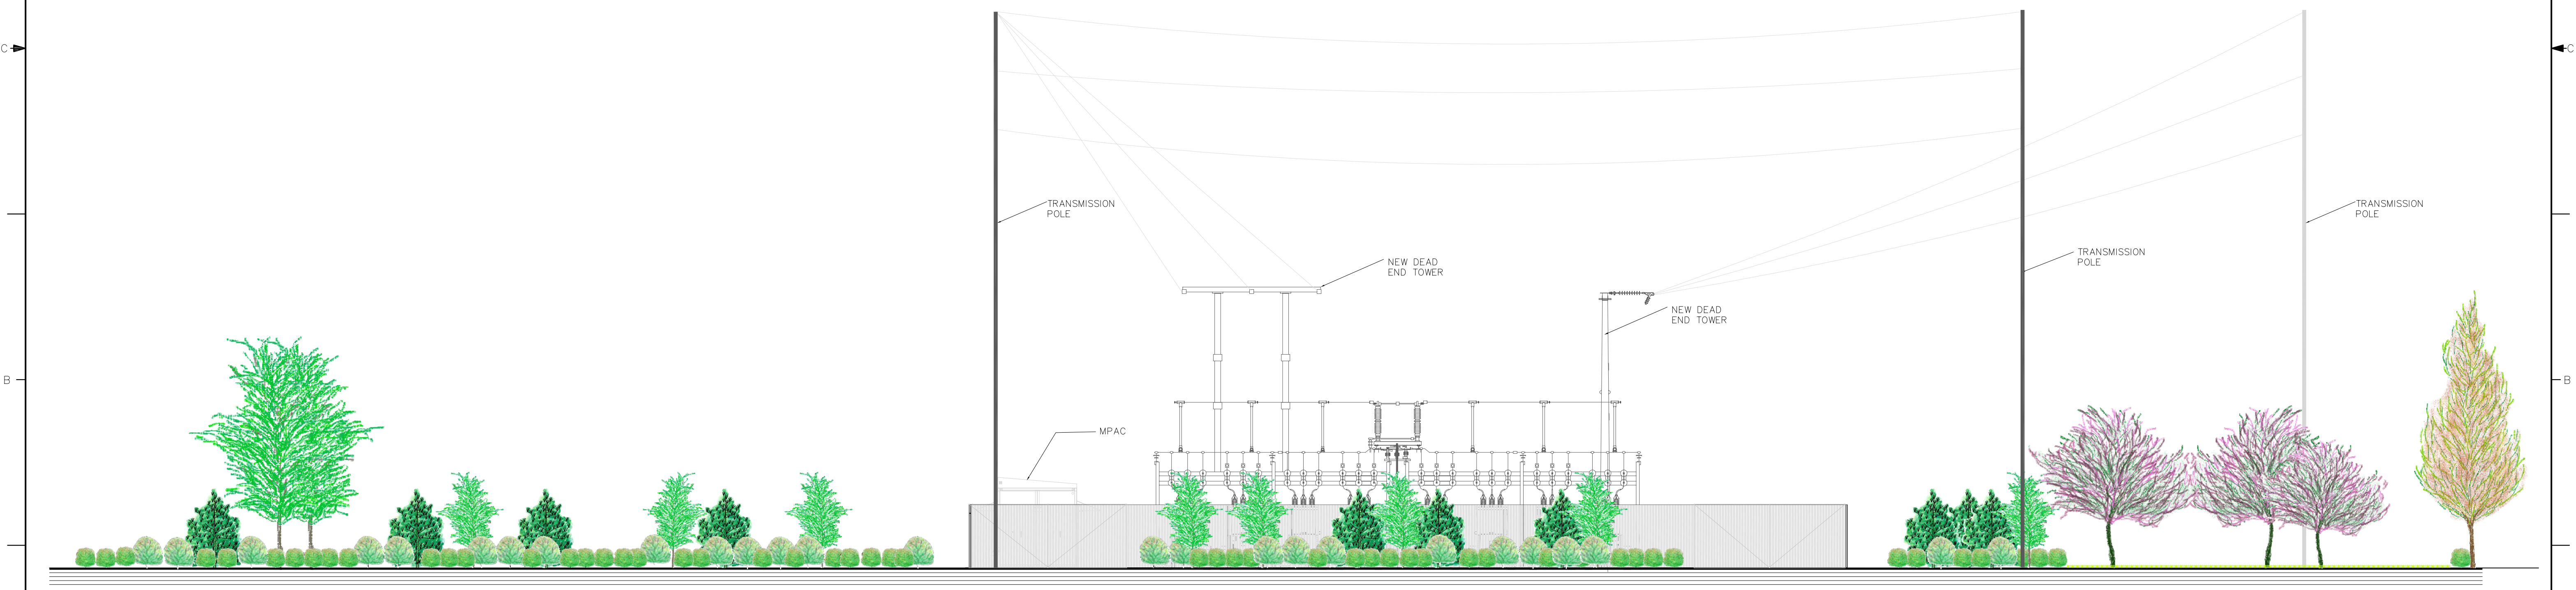 C
C
TRANSMISSION
POLE
TRANSMISSION
POLE
TRANSMISSION
POLE
NEW DEAD
END TOWER
NEW DEAD
END TOWER
B
B
MPAC